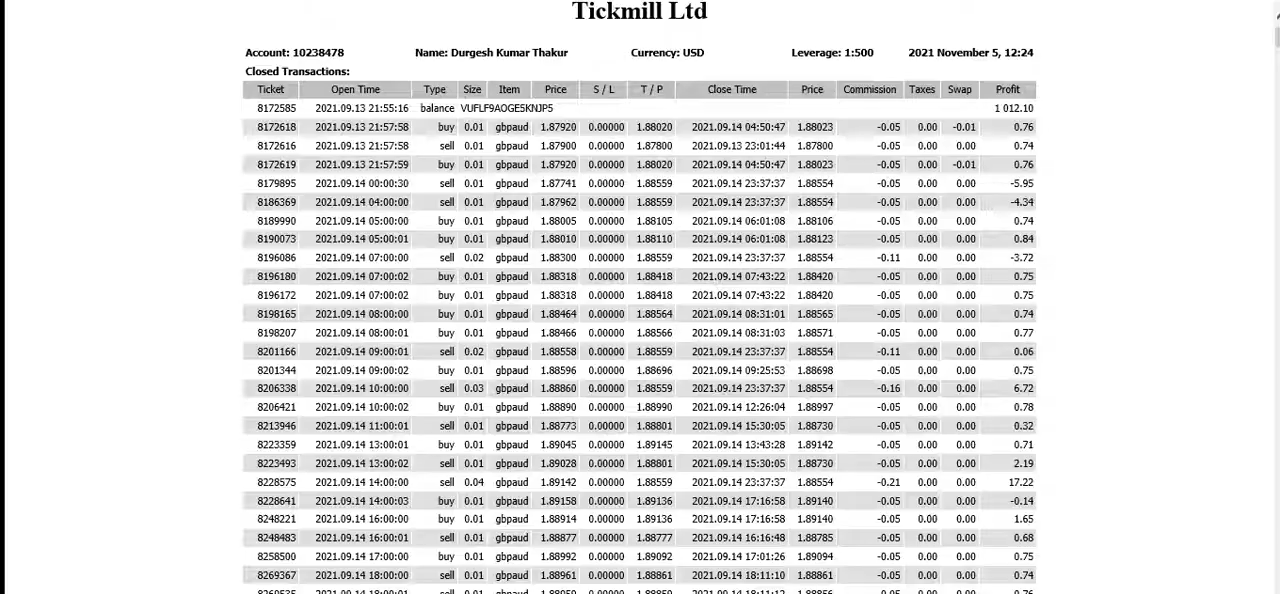 Tickmill Ltd
Account: 10238478 Name: Durgesh Kumar Thakur Currency: USD Leverage: 1:500 2021 November 5, 12:24
Closed Transactions:
Ticket Open Time Type Size Item Price S / L T / P Close Time Price Commission Taxes Swap Profit
8172585 2021.09.13 21:55:16 balance VUFLF9AOGE5KNJP5 1 012.10
8172618 2021.09.13 21:57:58 buy 0.01 gbpaud 1.87920 0.00000 1.88020 2021.09.14 04:50:47 1.88023 -0.05 0.00 -0.01 0.76
8172616 2021.09.13 21:57:58 sell 0.01 gbpaud 1.87900 0.00000 1.87800 2021.09.13 23:01:44 1.87800 -0.05 0.00 0.00 0.74
8172619 2021.09.13 21:57:59 buy 0.01 gbpaud 1.87920 0.00000 1.88020 2021.09.14 04:50:47 1.88023 -0.05 0.00 -0.01 0.76
8179895 2021.09.14 00:00:30 sell 0.01 gbpaud 1.87741 0.00000 1.88559 2021.09.14 23:37:37 1.88554 -0.05 0.00 0.00 -5.95
8186369 2021.09.14 04:00:00 sell 0.01 gbpaud 1.87962 0.00000 1.88559 2021.09.14 23:37:37 1.88554 -0.05 0.00 0.00 -4.34
8189990 2021.09.14 05:00:00 buy 0.01 gbpaud 1.88005 0.00000 1.88105 2021.09.14 06:01:08 1.88106 -0.05 0.00 0.00 0.74
8190073 2021.09.14 05:00:01 buy 0.01 gbpaud 1.88010 0.00000 1.88110 2021.09.14 06:01:08 1.88123 -0.05 0.00 0.00 0.84
8196086 2021.09.14 07:00:00 sell 0.02 gbpaud 1.88300 0.00000 1.88559 2021.09.14 23:37:37 1.88554 -0.11 0.00 0.00 -3.72
8196180 2021.09.14 07:00:02 buy 0.01 gbpaud 1.88318 0.00000 1.88418 2021.09.14 07:43:22 1.88420 -0.05 0.00 0.00 0.75
8196172 2021.09.14 07:00:02 buy 0.01 gbpaud 1.88318 0.00000 1.88418 2021.09.14 07:43:22 1.88420 -0.05 0.00 0.00 0.75
8198165 2021.09.14 08:00:00 buy 0.01 gbpaud 1.88464 0.00000 1.88564 2021.09.14 08:31:01 1.88565 -0.05 0.00 0.00 0.74
8198207 2021.09.14 08:00:01 buy 0.01 gbpaud 1.88466 0.00000 1.88566 2021.09.14 08:31:03 1.88571 -0.05 0.00 0.00 0.77
8201166 2021.09.14 09:00:01 sell 0.02 gbpaud 1.88558 0.00000 1.88559 2021.09.14 23:37:37 1.88554 -0.11 0.00 0.00 0.06
8201344 2021.09.14 09:00:02 buy 0.01 gbpaud 1.88596 0.00000 1.88696 2021.09.14 09:25:53 1.88698 -0.05 0.00 0.00 0.75
8206338 2021.09.14 10:00:00 sell 0.03 gbpaud 1.88860 0.00000 1.88559 2021.09.14 23:37:37 1.88554 -0.16 0.00 0.00 6.72
8206421 2021.09.14 10:00:02 buy 0.01 gbpaud 1.88890 0.00000 1.88990 2021.09.14 12:26:04 1.88997 -0.05 0.00 0.00 0.78
8213946 2021.09.14 11:00:01 sell 0.01 gbpaud 1.88773 0.00000 1.88801 2021.09.14 15:30:05 1.88730 -0.05 0.00 0.00 0.32
8223359 2021.09.14 13:00:01 buy 0.01 gbpaud 1.89045 0.00000 1.89145 2021.09.14 13:43:28 1.89142 -0.05 0.00 0.00 0.71
8223493 2021.09.14 13:00:02 sell 0.01 gbpaud 1.89028 0.00000 1.88801 2021.09.14 15:30:05 1.88730 -0.05 0.00 0.00 2.19
8228575 2021.09.14 14:00:00 sell 0.04 gbpaud 1.89142 0.00000 1.88559 2021.09.14 23:37:37 1.88554 -0.21 0.00 0.00 17.22
8228641 2021.09.14 14:00:03 buy 0.01 gbpaud 1.89158 0.00000 1.89136 2021.09.14 17:16:58 1.89140 -0.05 0.00 0.00 -0.14
8248221 2021.09.14 16:00:00 buy 0.01 gbpaud 1.88914 0.00000 1.89136 2021.09.14 17:16:58 1.89140 -0.05 0.00 0.00 1.65
8248483 2021.09.14 16:00:01 sell 0.01 gbpaud 1.88877 0.00000 1.88777 2021.09.14 16:16:48 1.88785 -0.05 0.00 0.00 0.68
8258500 2021.09.14 17:00:00 buy 0.01 gbpaud 1.88992 0.00000 1.89092 2021.09.14 17:01:26 1.89094 -0.05 0.00 0.00 0.75
8269367 2021.09.14 18:00:00 sell 0.01 gbpaud 1.88961 0.00000 1.88861 2021.09.14 18:11:10 1.88861 -0.05 0.00 0.00 0.74